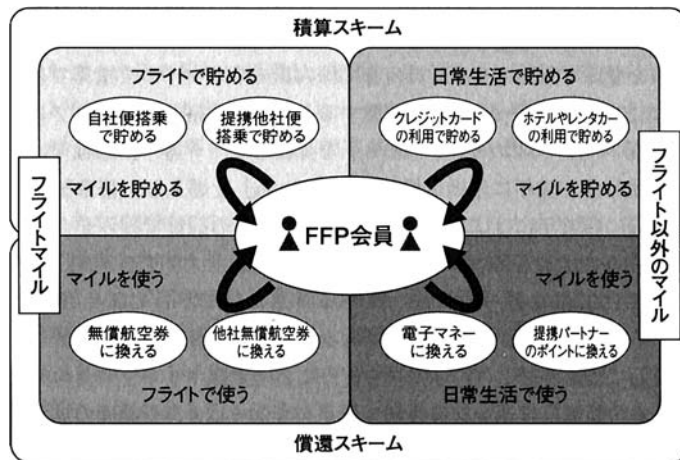 積算スキーム
フライトで貯める
日常生活で貯める
自社便搭乗
で貯める
提携他社便
搭乗で貯める
クレジットカード
の利用で貯める
ホテルやレンタカー
の利用で貯める
フライトマイル
マイルを貯める
マイルを貯める
フライト以外のマイル
FFP会員
マイルを使う
マイルを使う
無償航空券
に換える
他社無償航空券
に換える
電子マネー
に換える
提携パートナー
のポイントに換える
フライトで使う
日常生活で使う
償還スキーム